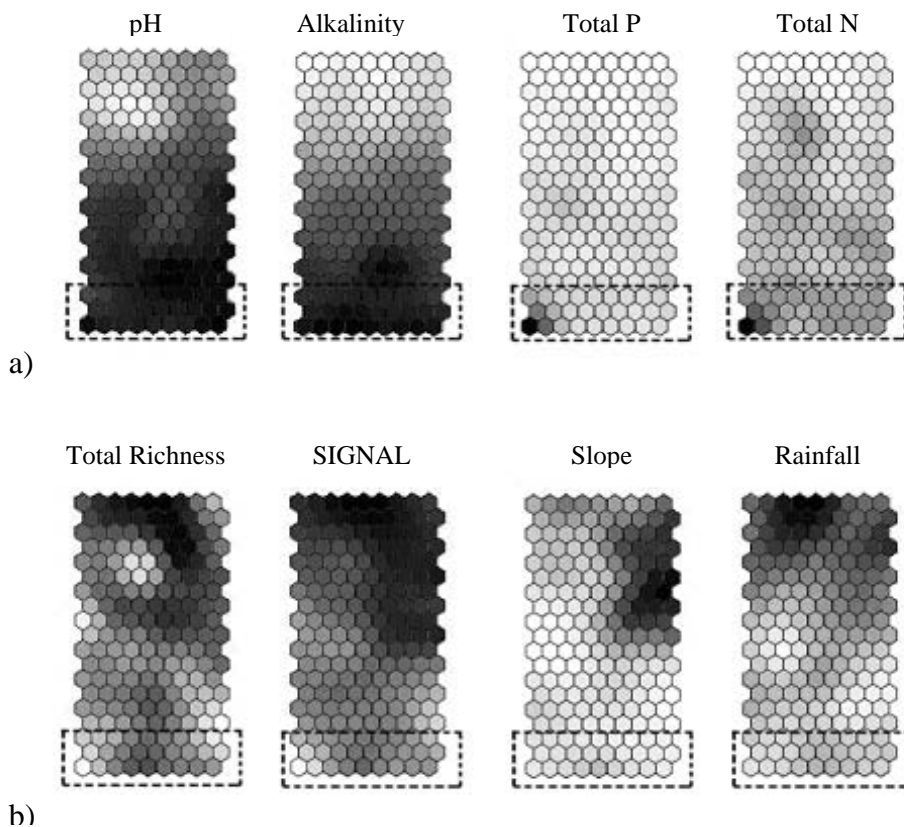 pH Alkalinity Total P Total N
a)
Total Richness SIGNAL Slope Rainfall
b)